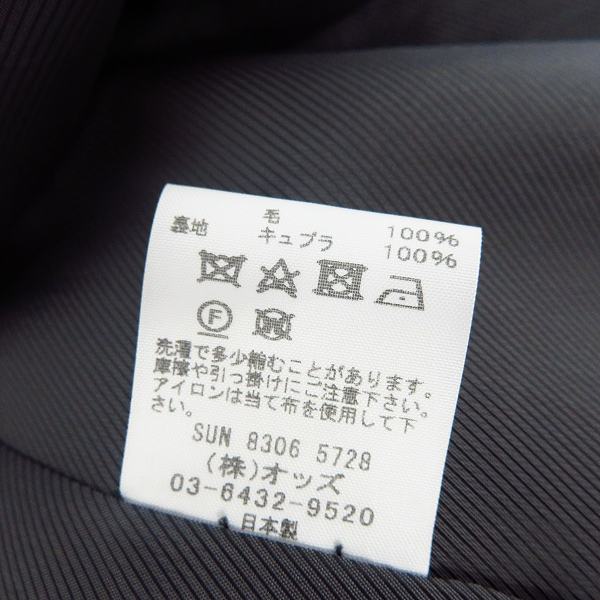 毛 100%
裏地 キュプラ 100%
F
洗濯で多少縮むことがあります。
摩擦や引っ掛けにご注意下さい。
アイロンは当て布を使用して下
さい。
SUN 8306 5728
(株)オッズ
03-6432-9520
日本製